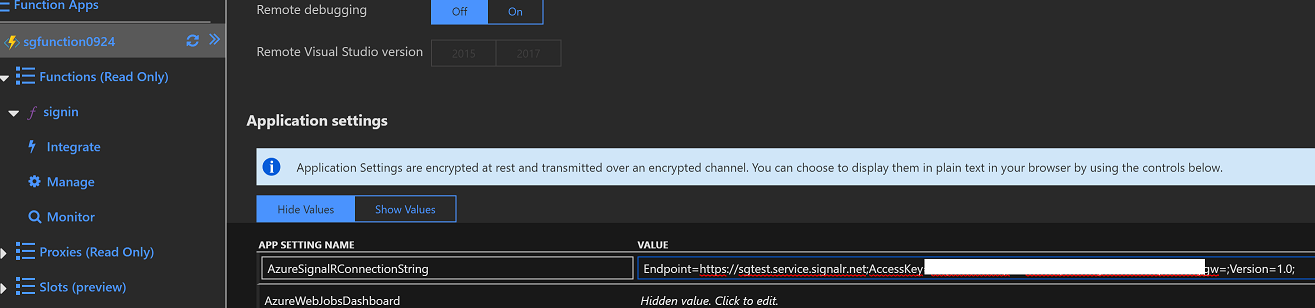 Function Apps
sgfunction0924
Functions (Read Only)
f signin
Integrate
Manage
Monitor
Proxies (Read Only)
Slots (preview)
Remote debugging
Off On
Remote Visual Studio version
2015 2017
Application settings
Application Settings are encrypted at rest and transmitted over an encrypted channel. You can choose to display them in plain text in your browser by using the controls below.
Hide Values Show Values
APP SETTING NAME VALUE
AzureSignalRConnectionString Endpoint=https://sgtest.service.signalr.net;AccessKey gw=;Version=1.0;
AzureWebJobsDashboard Hidden value. Click to edit.